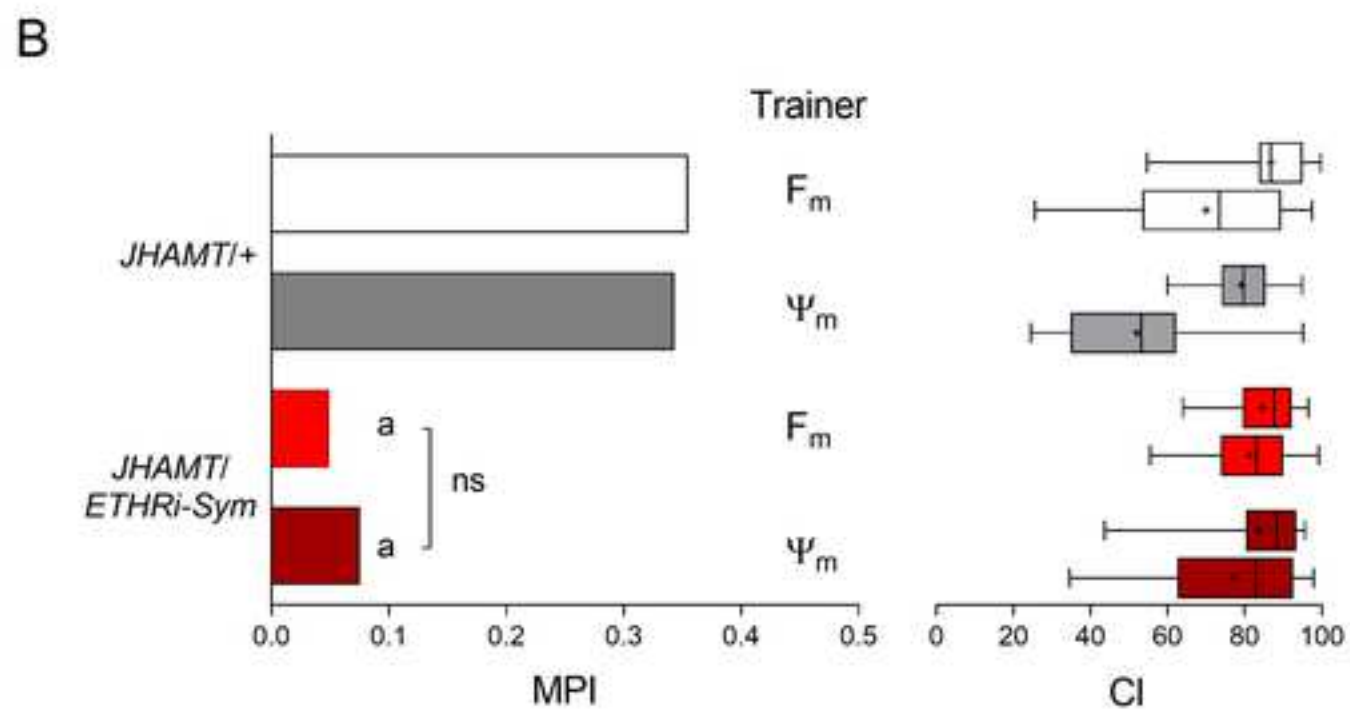 B
Trainer
Fm
JHAMT/+
Ψm
a
Fm
JHAMT/
ETHRi-Sym
ns
a
Ψm
0.0 0.1 0.2 0.3 0.4 0.5
0 20 40 60 80 100
MPI
CI